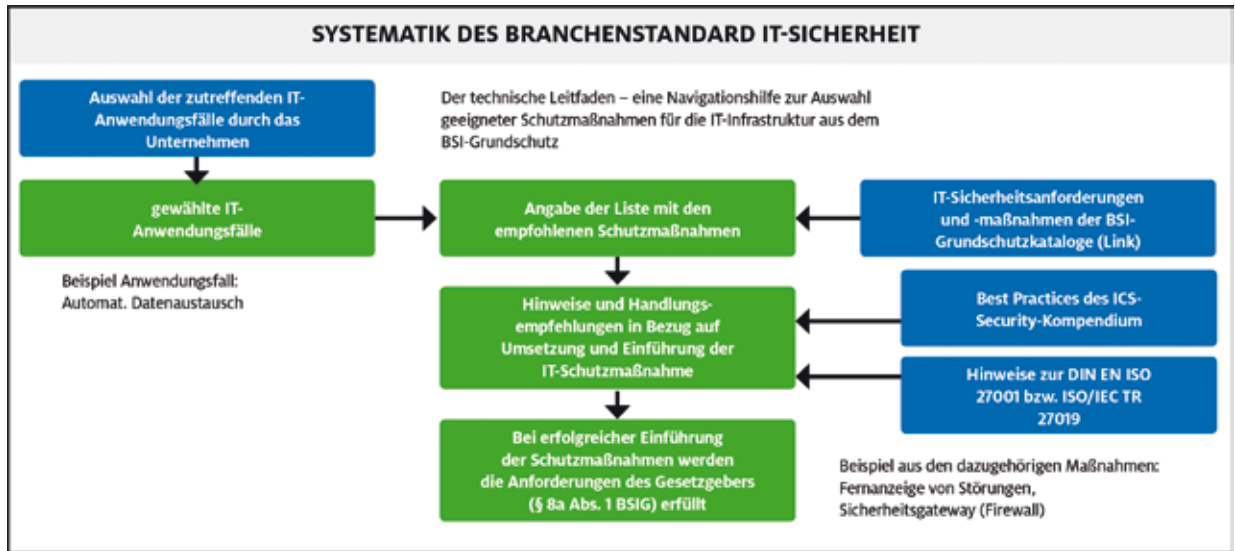 SYSTEMATIK DES BRANCHENSTANDARD IT-SICHERHEIT
Auswahl der zutreffenden IT-
Anwendungsfälle durch das
Unternehmen
Der technische Leitfaden – eine Navigationshilfe zur Auswahl
geeigneter Schutzmaßnahmen für die IT-Infrastruktur aus dem
BSI-Grundschutz
gewählte IT-
Anwendungsfälle
Angabe der Liste mit den
empfohlenen Schutzmaßnahmen
IT-Sicherheitsanforderungen
und -maßnahmen der BSI-
Grundschutzkataloge (Link)
Beispiel Anwendungsfall:
Automat. Datenaustausch
Hinweise und Handlungs-
empfehlungen in Bezug auf
Umsetzung und Einführung der
IT-Schutzmaßnahme
Best Practices des ICS-
Security-Kompendium
Hinweise zur DIN EN ISO
27001 bzw. ISO/IEC TR
27019
Bei erfolgreicher Einführung
der Schutzmaßnahmen werden
die Anforderungen des Gesetzgebers
(§ 8a Abs. 1 BSIG) erfüllt
Beispiel aus den dazugehörigen Maßnahmen:
Fernanzeige von Störungen,
Sicherheitsgateway (Firewall)